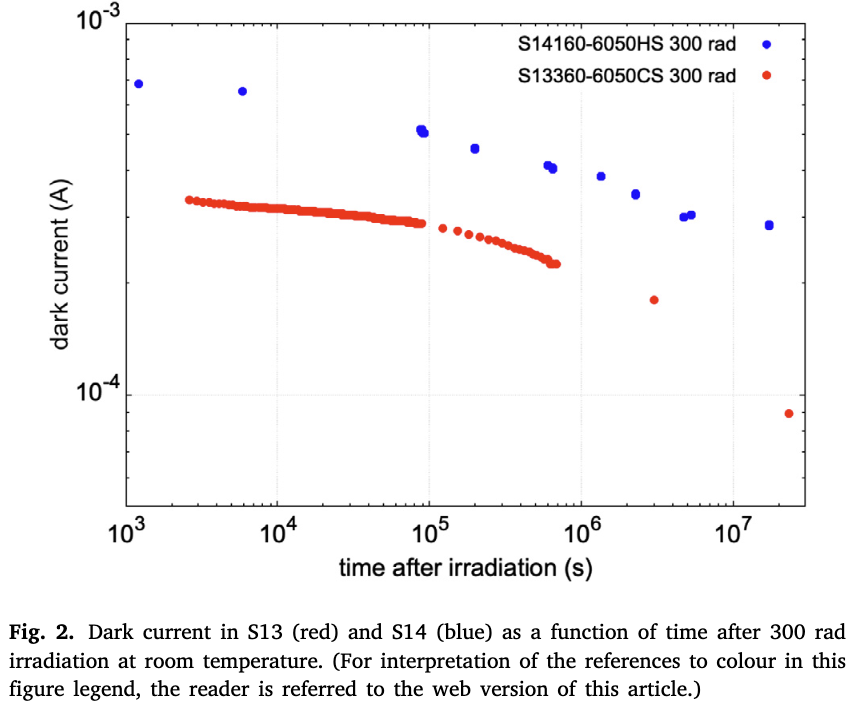 10-3
S14160-6050HS 300 rad
S13360-6050CS 300 rad
dark current (A)
10-4
103 104 105 106 107
time after irradiation (s)
Fig. 2. Dark current in S13 (red) and S14 (blue) as a function of time after 300 rad
irradiation at room temperature. (For interpretation of the references to colour in this
figure legend, the reader is referred to the web version of this article.)